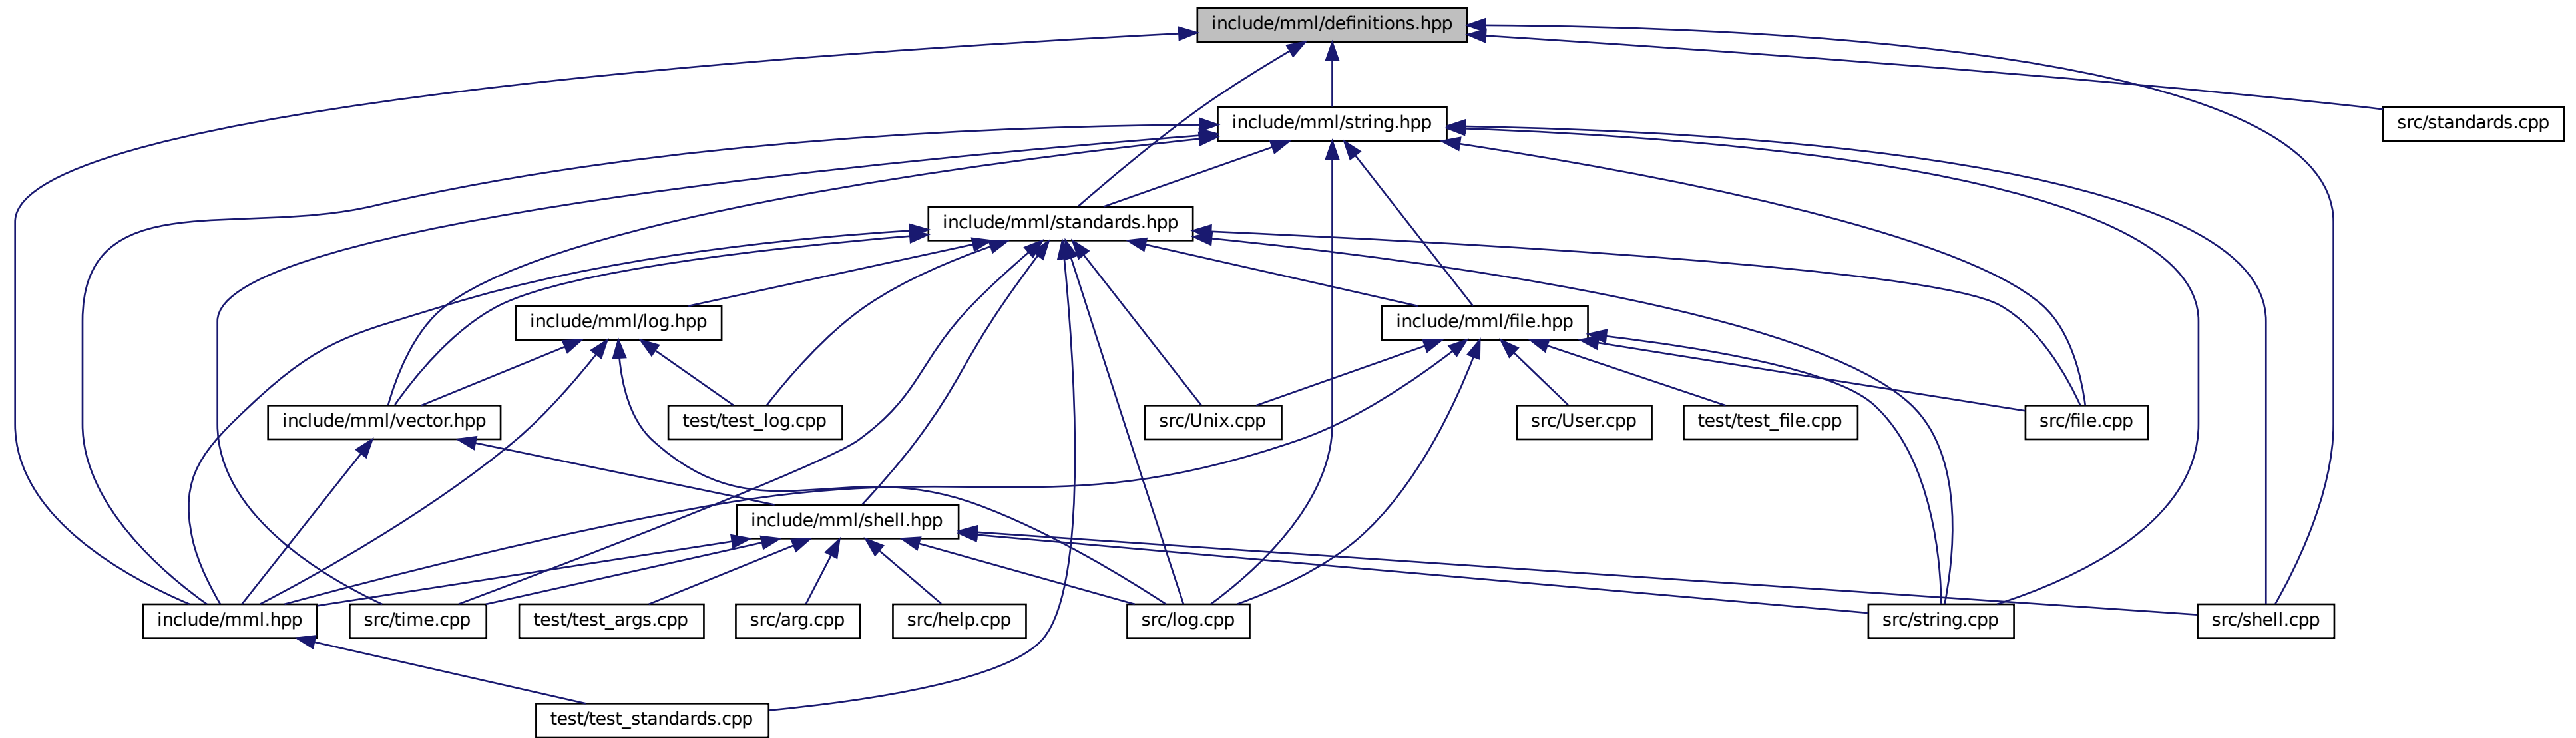 include/mml/definitions.hpp
include/mml/string.hpp
src/standards.cpp
include/mml/standards.hpp
include/mml/log.hpp
include/mml/file.hpp
include/mml/vector.hpp
test/test_log.cpp
src/Unix.cpp
src/User.cpp
test/test_file.cpp
src/file.cpp
include/mml/shell.hpp
include/mml.hpp
src/time.cpp
test/test_args.cpp
src/arg.cpp
src/help.cpp
src/log.cpp
src/string.cpp
src/shell.cpp
test/test_standards.cpp